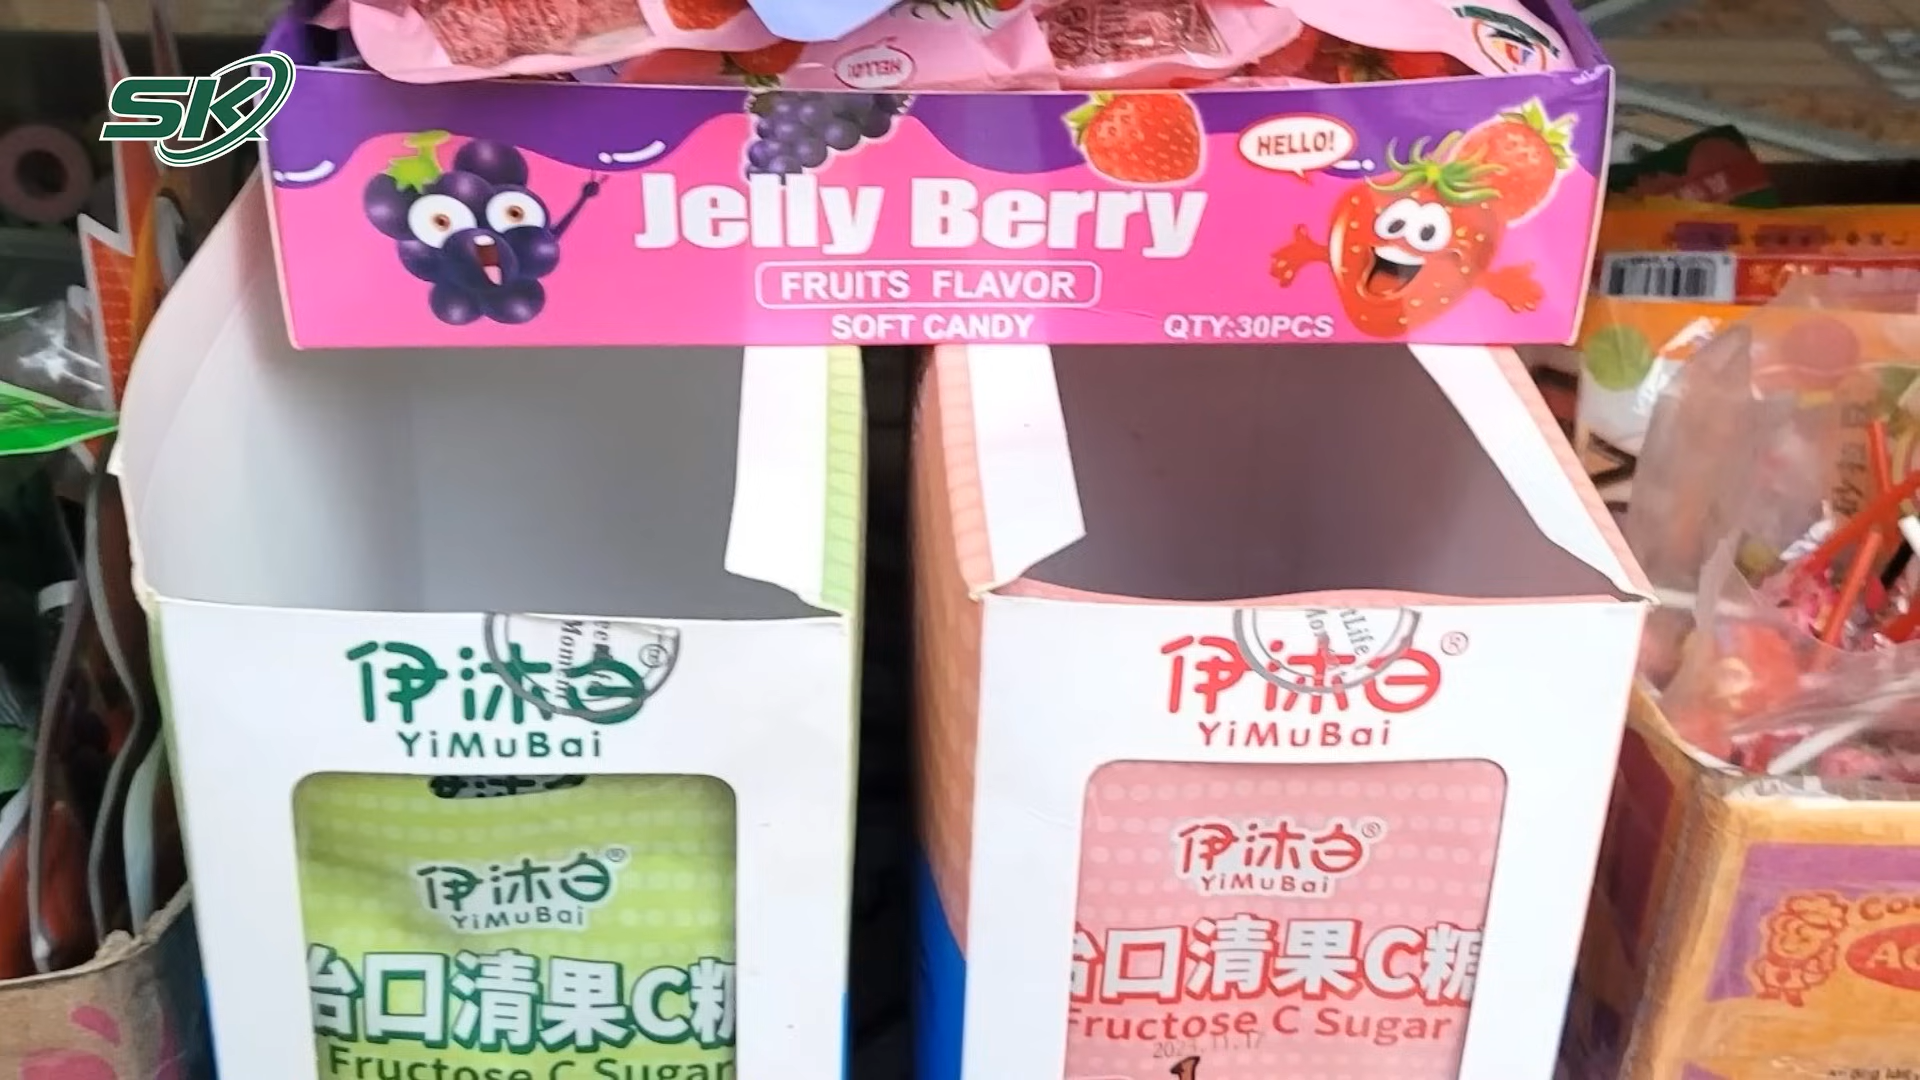 SK
HELLO!
Jelly Berry
HELLO!
FRUITS FLAVOR
SOFT CANDY
QTY:30PCS
伊沐白®
YiMuBai
伊沐白®
YiMuBai
口清果C糖
Fructose C Sugar
伊沐白®
YiMuBai
Life
伊沐白®
YiMuBai
口清果C糖
Fructose C Sugar